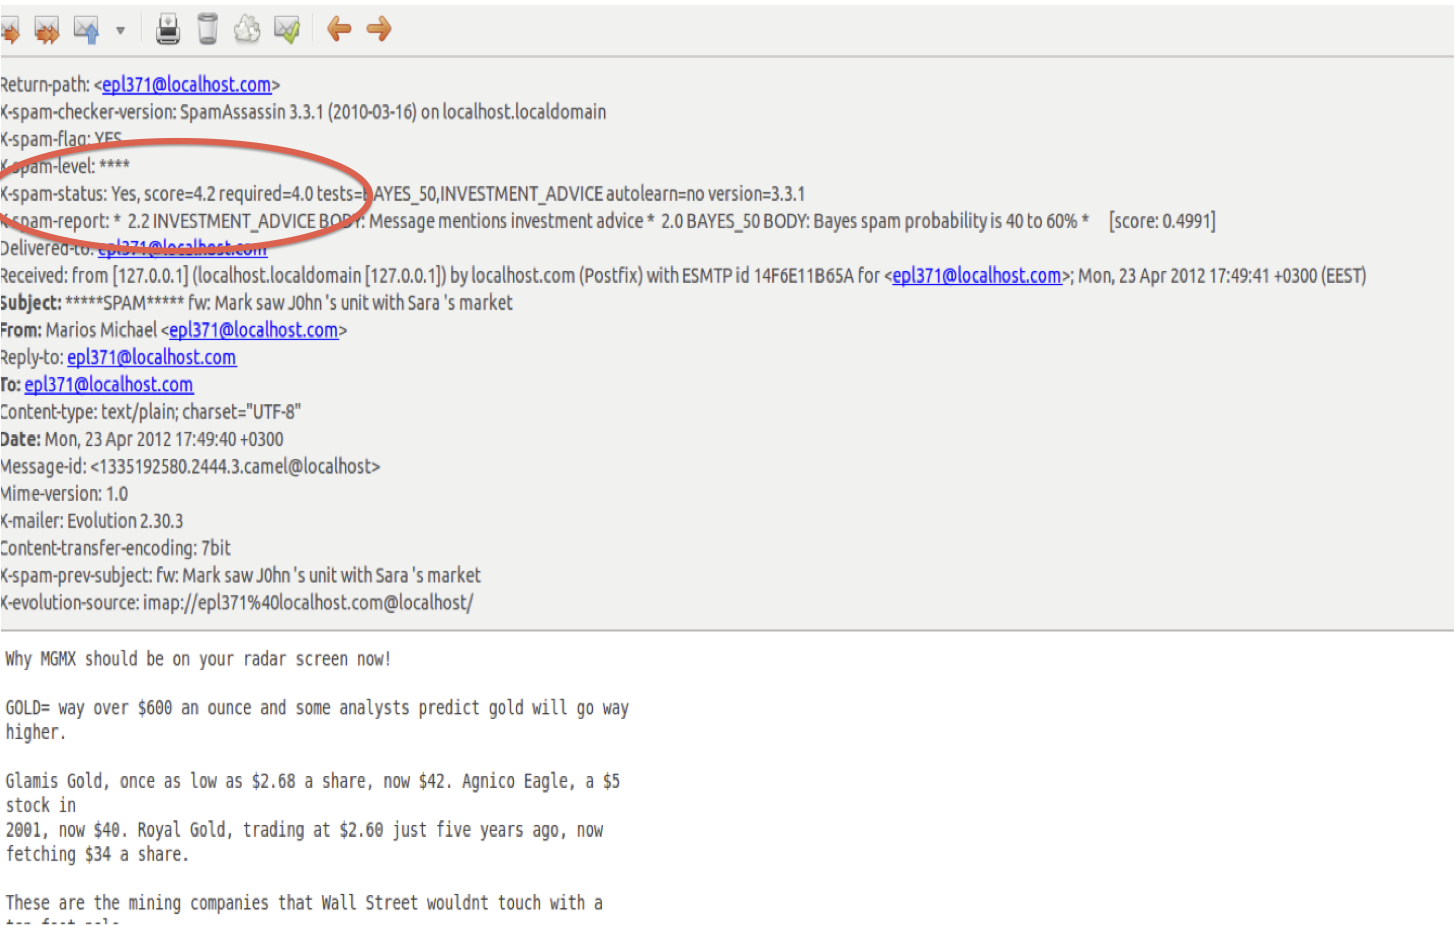 Return-path: <epl371@localhost.com>
X-spam-checker-version: SpamAssassin 3.3.1 (2010-03-16) on localhost.localdomain
X-spam-flag: YES
X-spam-level: ****
X-spam-status: Yes, score=4.2 required=4.0 tests=BAYES_50,INVESTMENT_ADVICE autolearn=no version=3.3.1
X-spam-report: * 2.2 INVESTMENT_ADVICE BODY: Message mentions investment advice * 2.0 BAYES_50 BODY: Bayes spam probability is 40 to 60% * [score: 0.4991]
Delivered-to: epl371@localhost.com
Received: from [127.0.0.1] (localhost.localdomain [127.0.0.1]) by localhost.com (Postfix) with ESMTP id 14F6E11B65A for <epl371@localhost.com>; Mon, 23 Apr 2012 17:49:41 +0300 (EEST)
Subject: *****SPAM***** fw: Mark saw J0hn 's unit with Sara 's market
From: Marios Michael <epl371@localhost.com>
Reply-to: epl371@localhost.com
To: epl371@localhost.com
Content-type: text/plain; charset="UTF-8"
Date: Mon, 23 Apr 2012 17:49:40 +0300
Message-id: <1335192580.2444.3.camel@localhost>
Mime-version: 1.0
X-mailer: Evolution 2.30.3
Content-transfer-encoding: 7bit
X-spam-prev-subject: fw: Mark saw J0hn 's unit with Sara 's market
X-evolution-source: imap://epl371%40localhost.com@localhost/
Why MGMX should be on your radar screen now!
GOLD= way over $600 an ounce and some analysts predict gold will go way
higher.
Glamis Gold, once as low as $2.68 a share, now $42. Agnico Eagle, a $5
stock in
2001, now $40. Royal Gold, trading at $2.60 just five years ago, now
fetching $34 a share.
These are the mining companies that Wall Street wouldnt touch with a